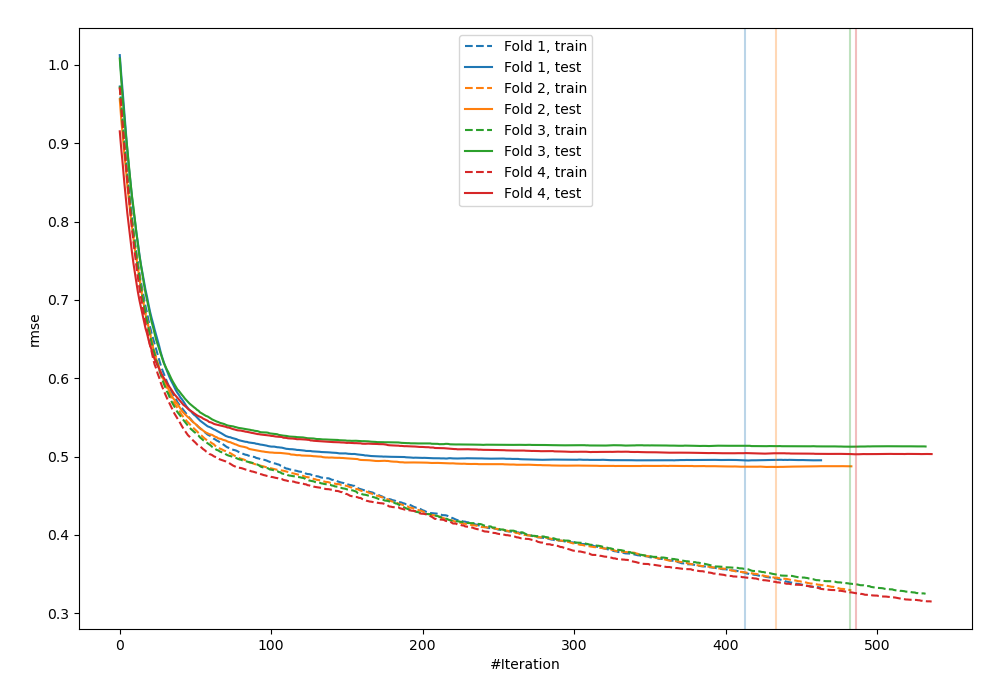 Fold 1, train
Fold 1, test
Fold 2, train
Fold 2, test
Fold 3, train
Fold 3, test
Fold 4, train
Fold 4, test
1.0
0.9
0.8
0.7
0.6
0.5
0.4
0.3
rmse
0 100 200 300 400 500
#Iteration